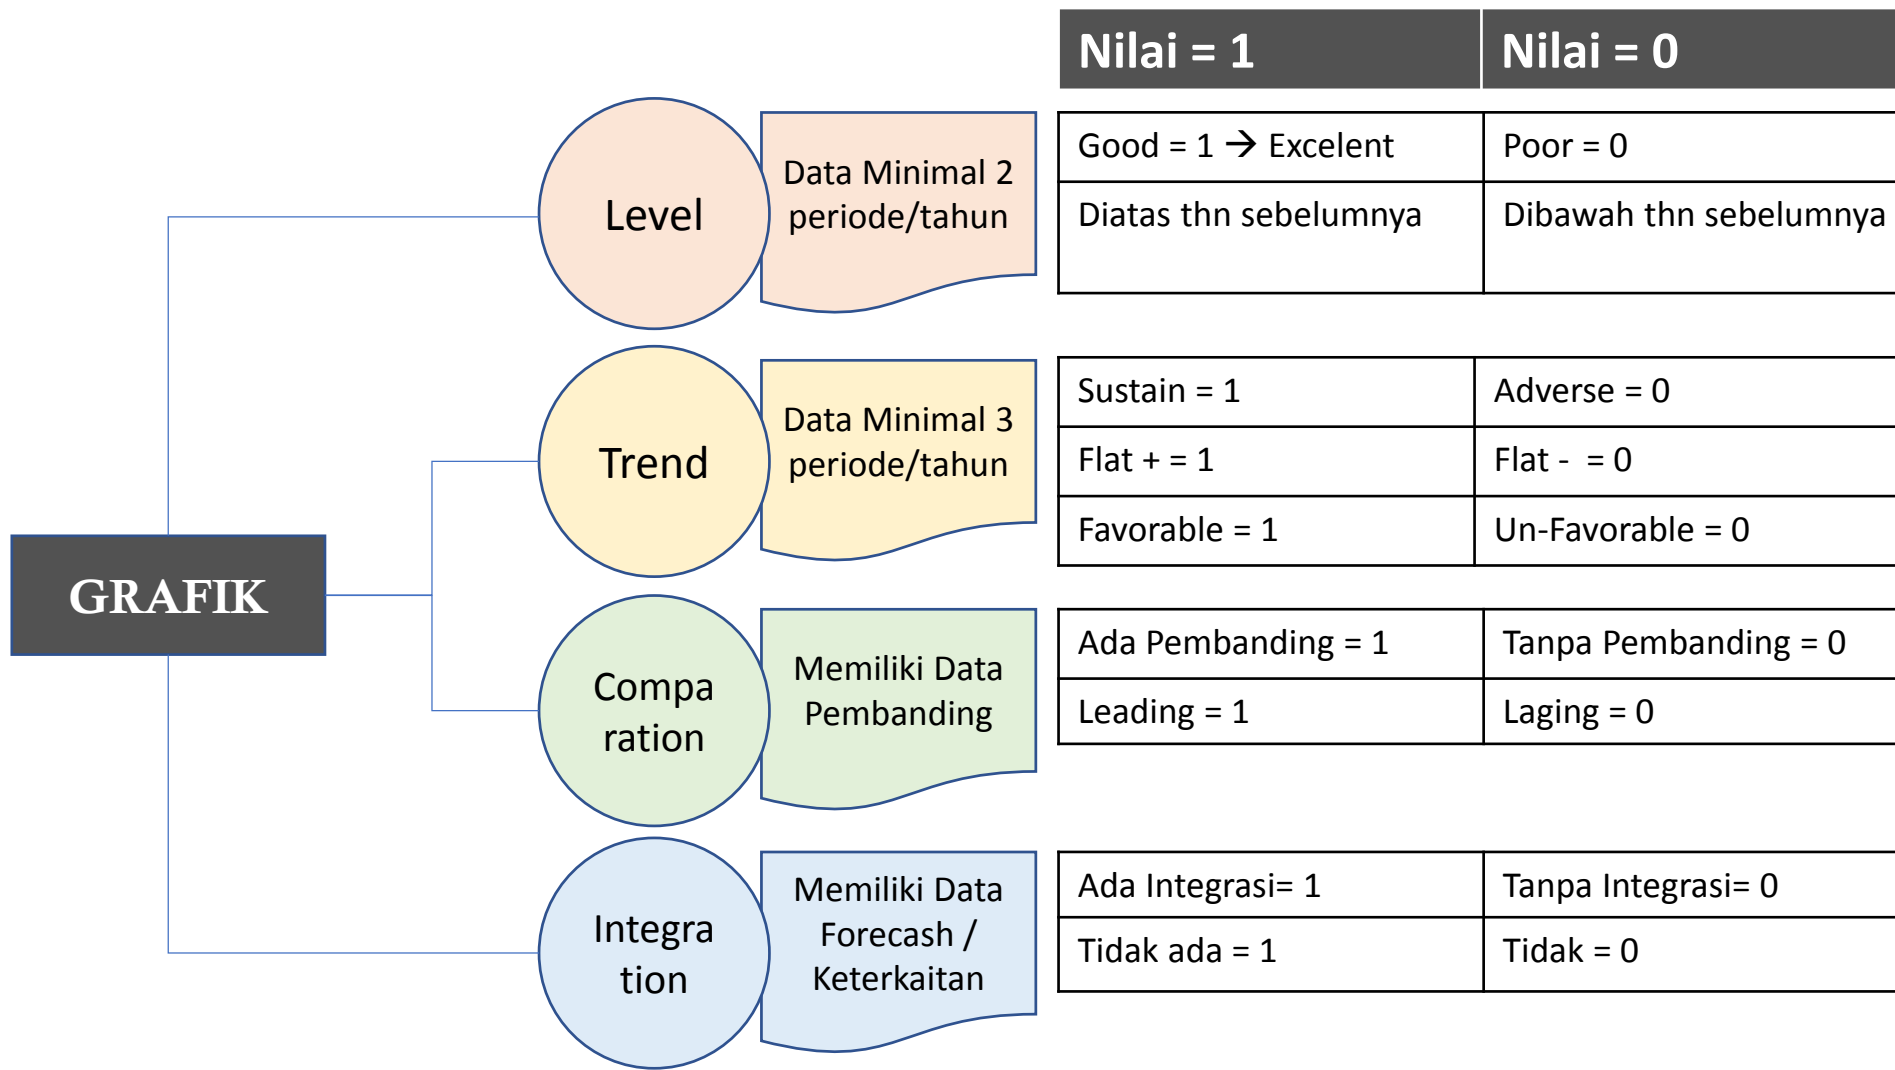 Nilai = 1
Nilai = 0
Level
Data Minimal 2
periode/tahun
Good = 1 → Excelent
Poor = 0
Diatas thn sebelumnya
Dibawah thn sebelumnya
Trend
Data Minimal 3
periode/tahun
Sustain = 1
Adverse = 0
Flat + = 1
Flat - = 0
Favorable = 1
Un-Favorable = 0
GRAFIK
Compa
ration
Memiliki Data
Pembanding
Ada Pembanding = 1
Tanpa Pembanding = 0
Leading = 1
Laging = 0
Integra
tion
Memiliki Data
Forecash /
Keterkaitan
Ada Integrasi= 1
Tanpa Integrasi= 0
Tidak ada = 1
Tidak = 0